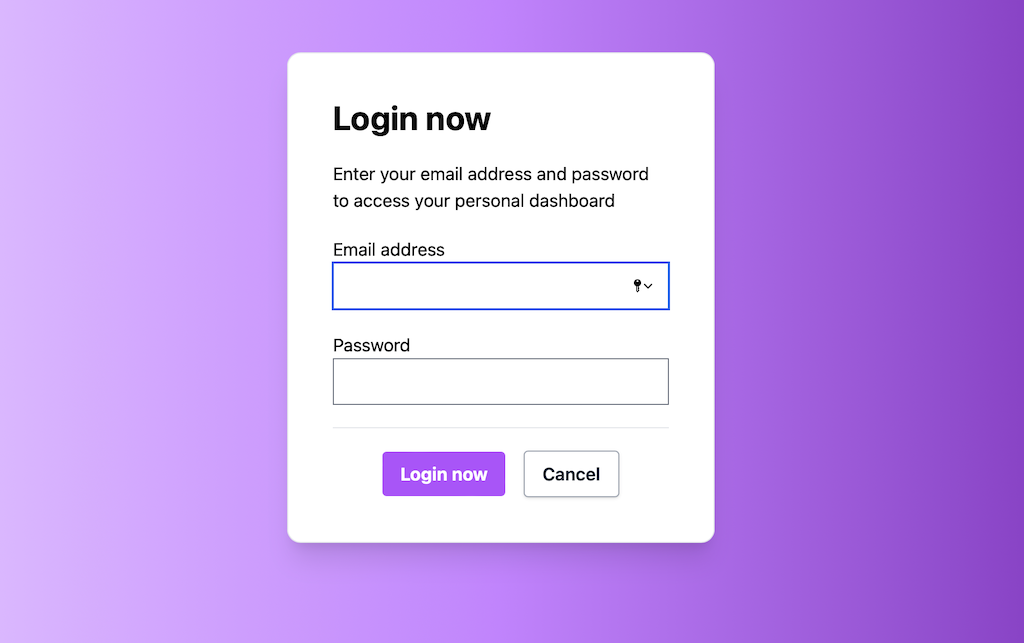 Login now
Enter your email address and password
to access your personal dashboard
Email address
Password
Login now
Cancel